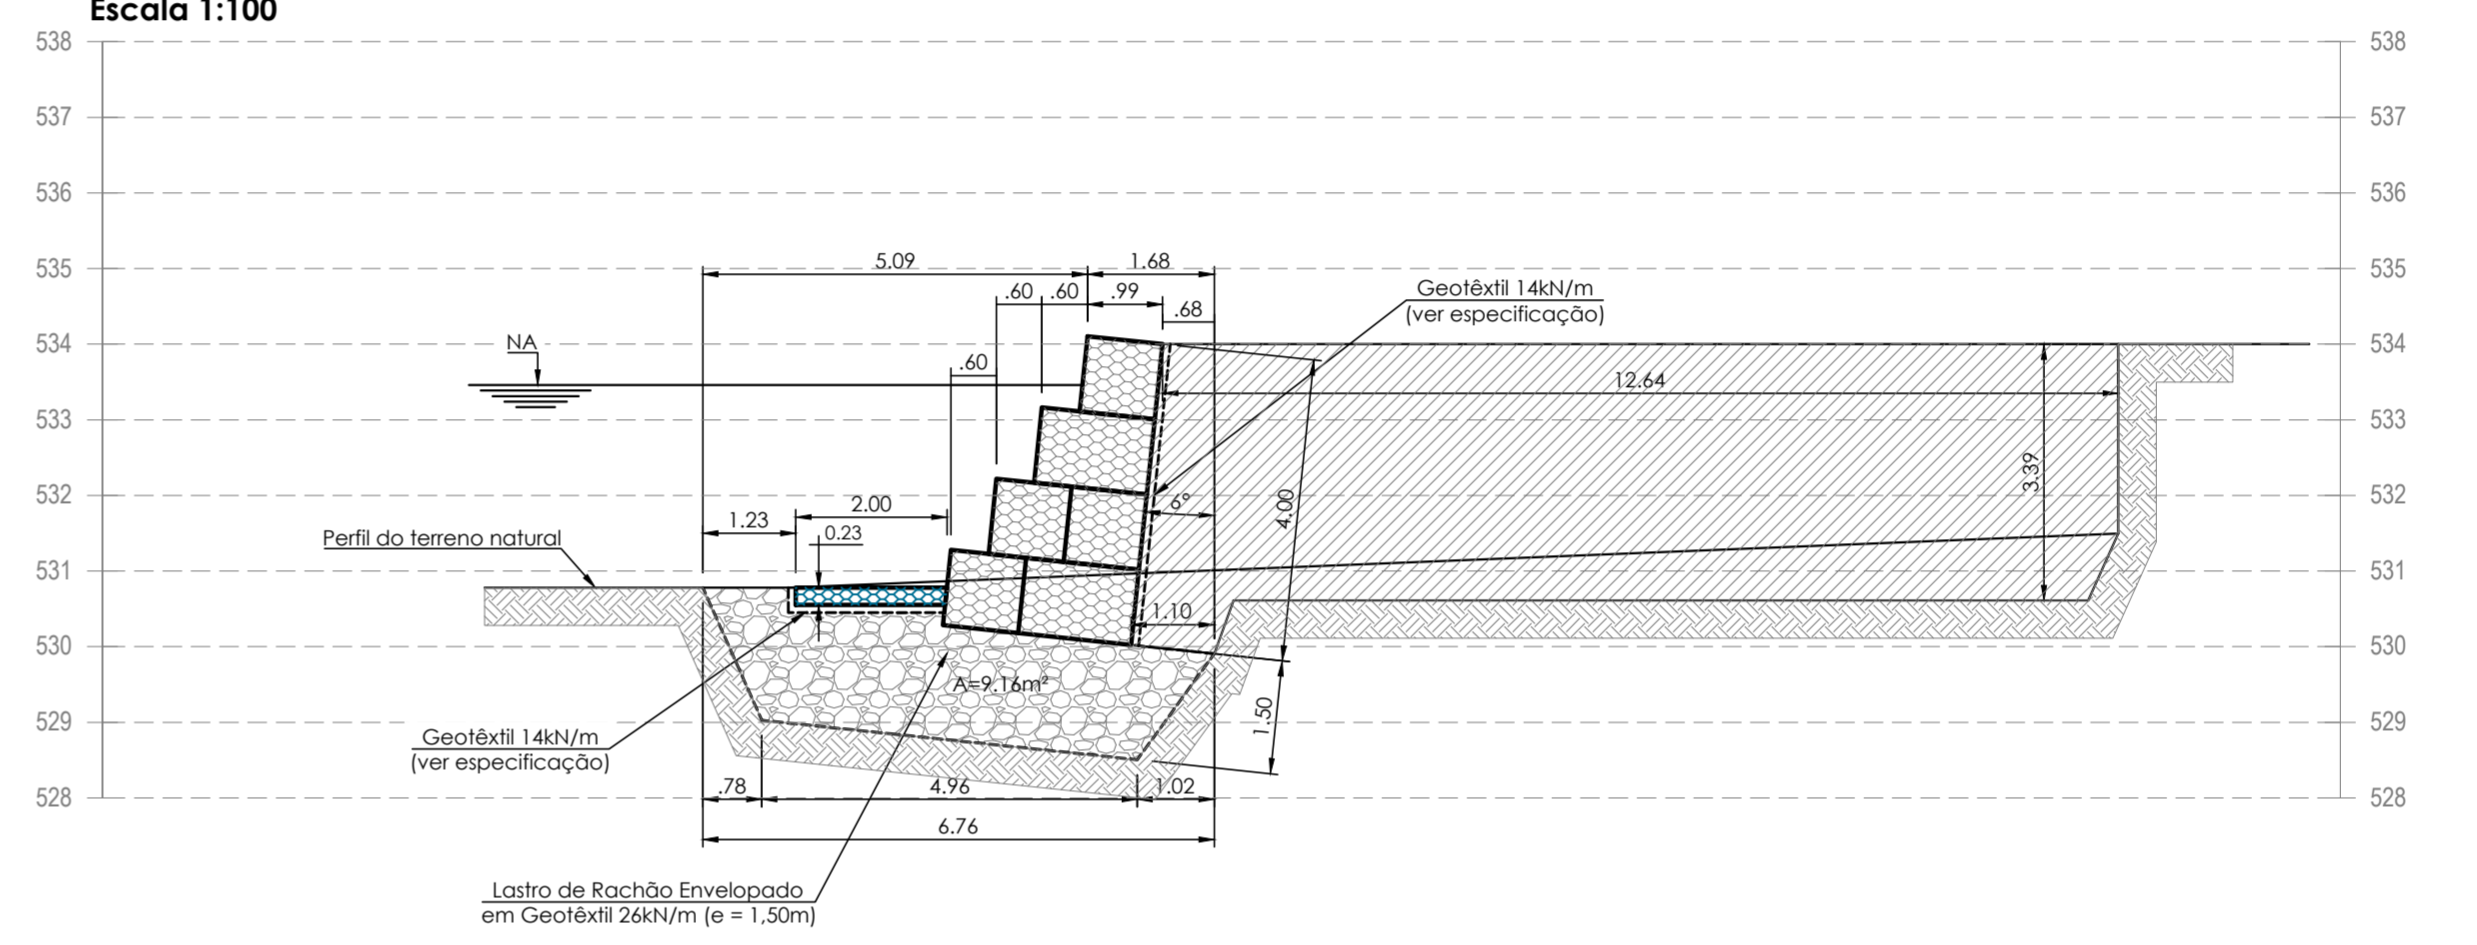 Escala 1:100
538 538
537 537
536 536
535 535
5.09 1.68
.60 .60 .99
.68
Geotêxtil 14kN/m
(ver especificação)
534 534
NA
.60
12.64
533 533
3.39
532 532
2.00
6°
4.00
1.23
0.23
Perfil do terreno natural
531 531
1.10
530 530
A=9.16m²
1.50
529 529
Geotêxtil 14kN/m
(ver especificação)
528 528
.78 4.96 1.02
6.76
Lastro de Rachão Envelopado
em Geotêxtil 26kN/m (e = 1,50m)